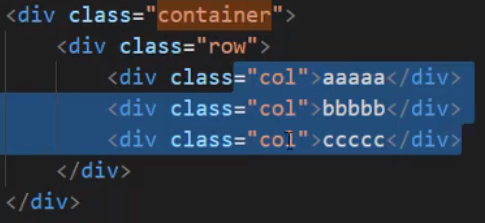 <div class="container">
<div class="row">
<div class="col">aaaaa</div>
<div class="col">bbbbb</div>
<div class="col">ccccc</div>
</div>
</div>